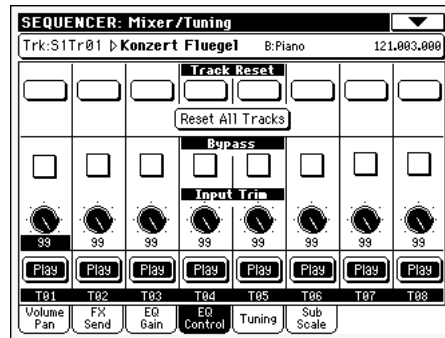 SEQUENCER: Mixer/Tuning
Trk:S1Tr01 ▷Konzert Fluegel B:Piano 121.003.000
Track Reset
Reset All Tracks
Bypass
Input Trim
99 99 99 99 99 99 99 99
Play Play Play Play Play Play Play Play
T01 T02 T03 T04 T05 T06 T07 T08
Volume Pan FX Send EQ Gain EQ Control Tuning Sub Scale